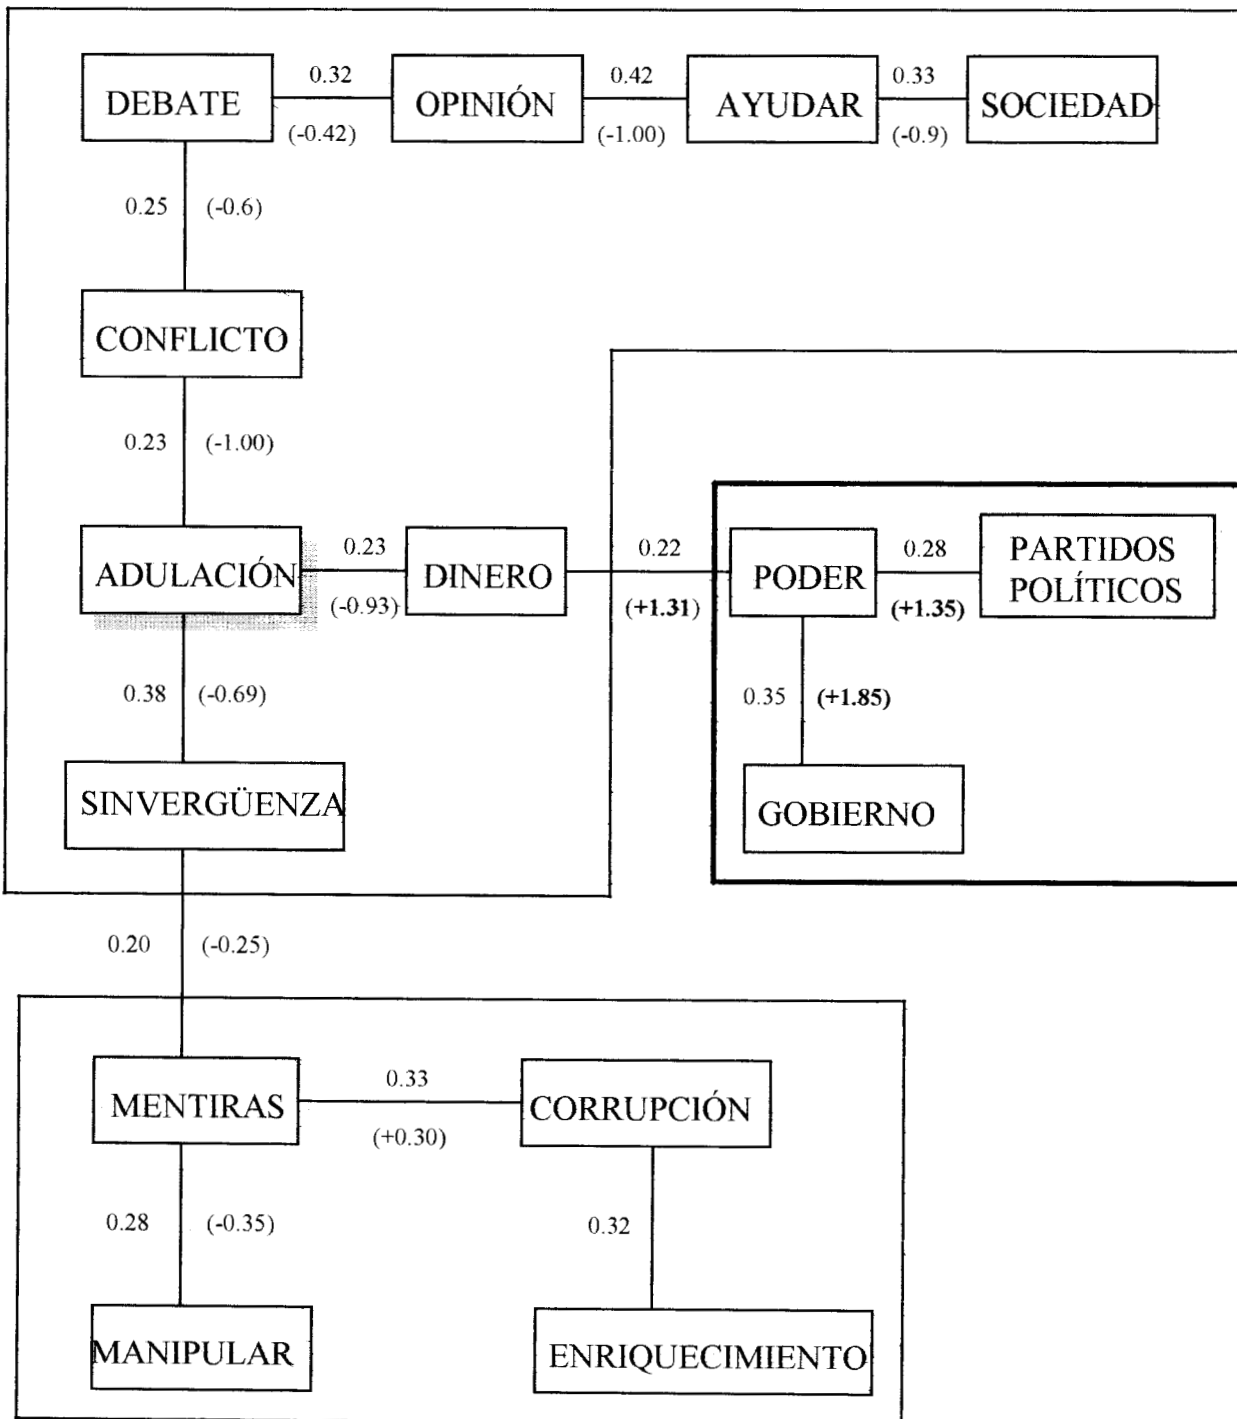 0.32 0.42 0.33
DEBATE OPINIÓN AYUDAR SOCIEDAD
(-0.42) (-1.00) (-0.9)
0.25 (-0.6)
CONFLICTO
0.23 (-1.00)
0.23 0.22 0.28 PARTIDOS
ADULACIÓN DINERO PODER POLÍTICOS
(-0.93) (+1.31) (+1.35)
0.38 (-0.69) 0.35 (+1.85)
SINVERGÜENZA GOBIERNO
0.20 (-0.25)
0.33
MENTIRAS CORRUPCIÓN
(+0.30)
0.28 (-0.35) 0.32
MANIPULAR ENRIQUECIMIENTO